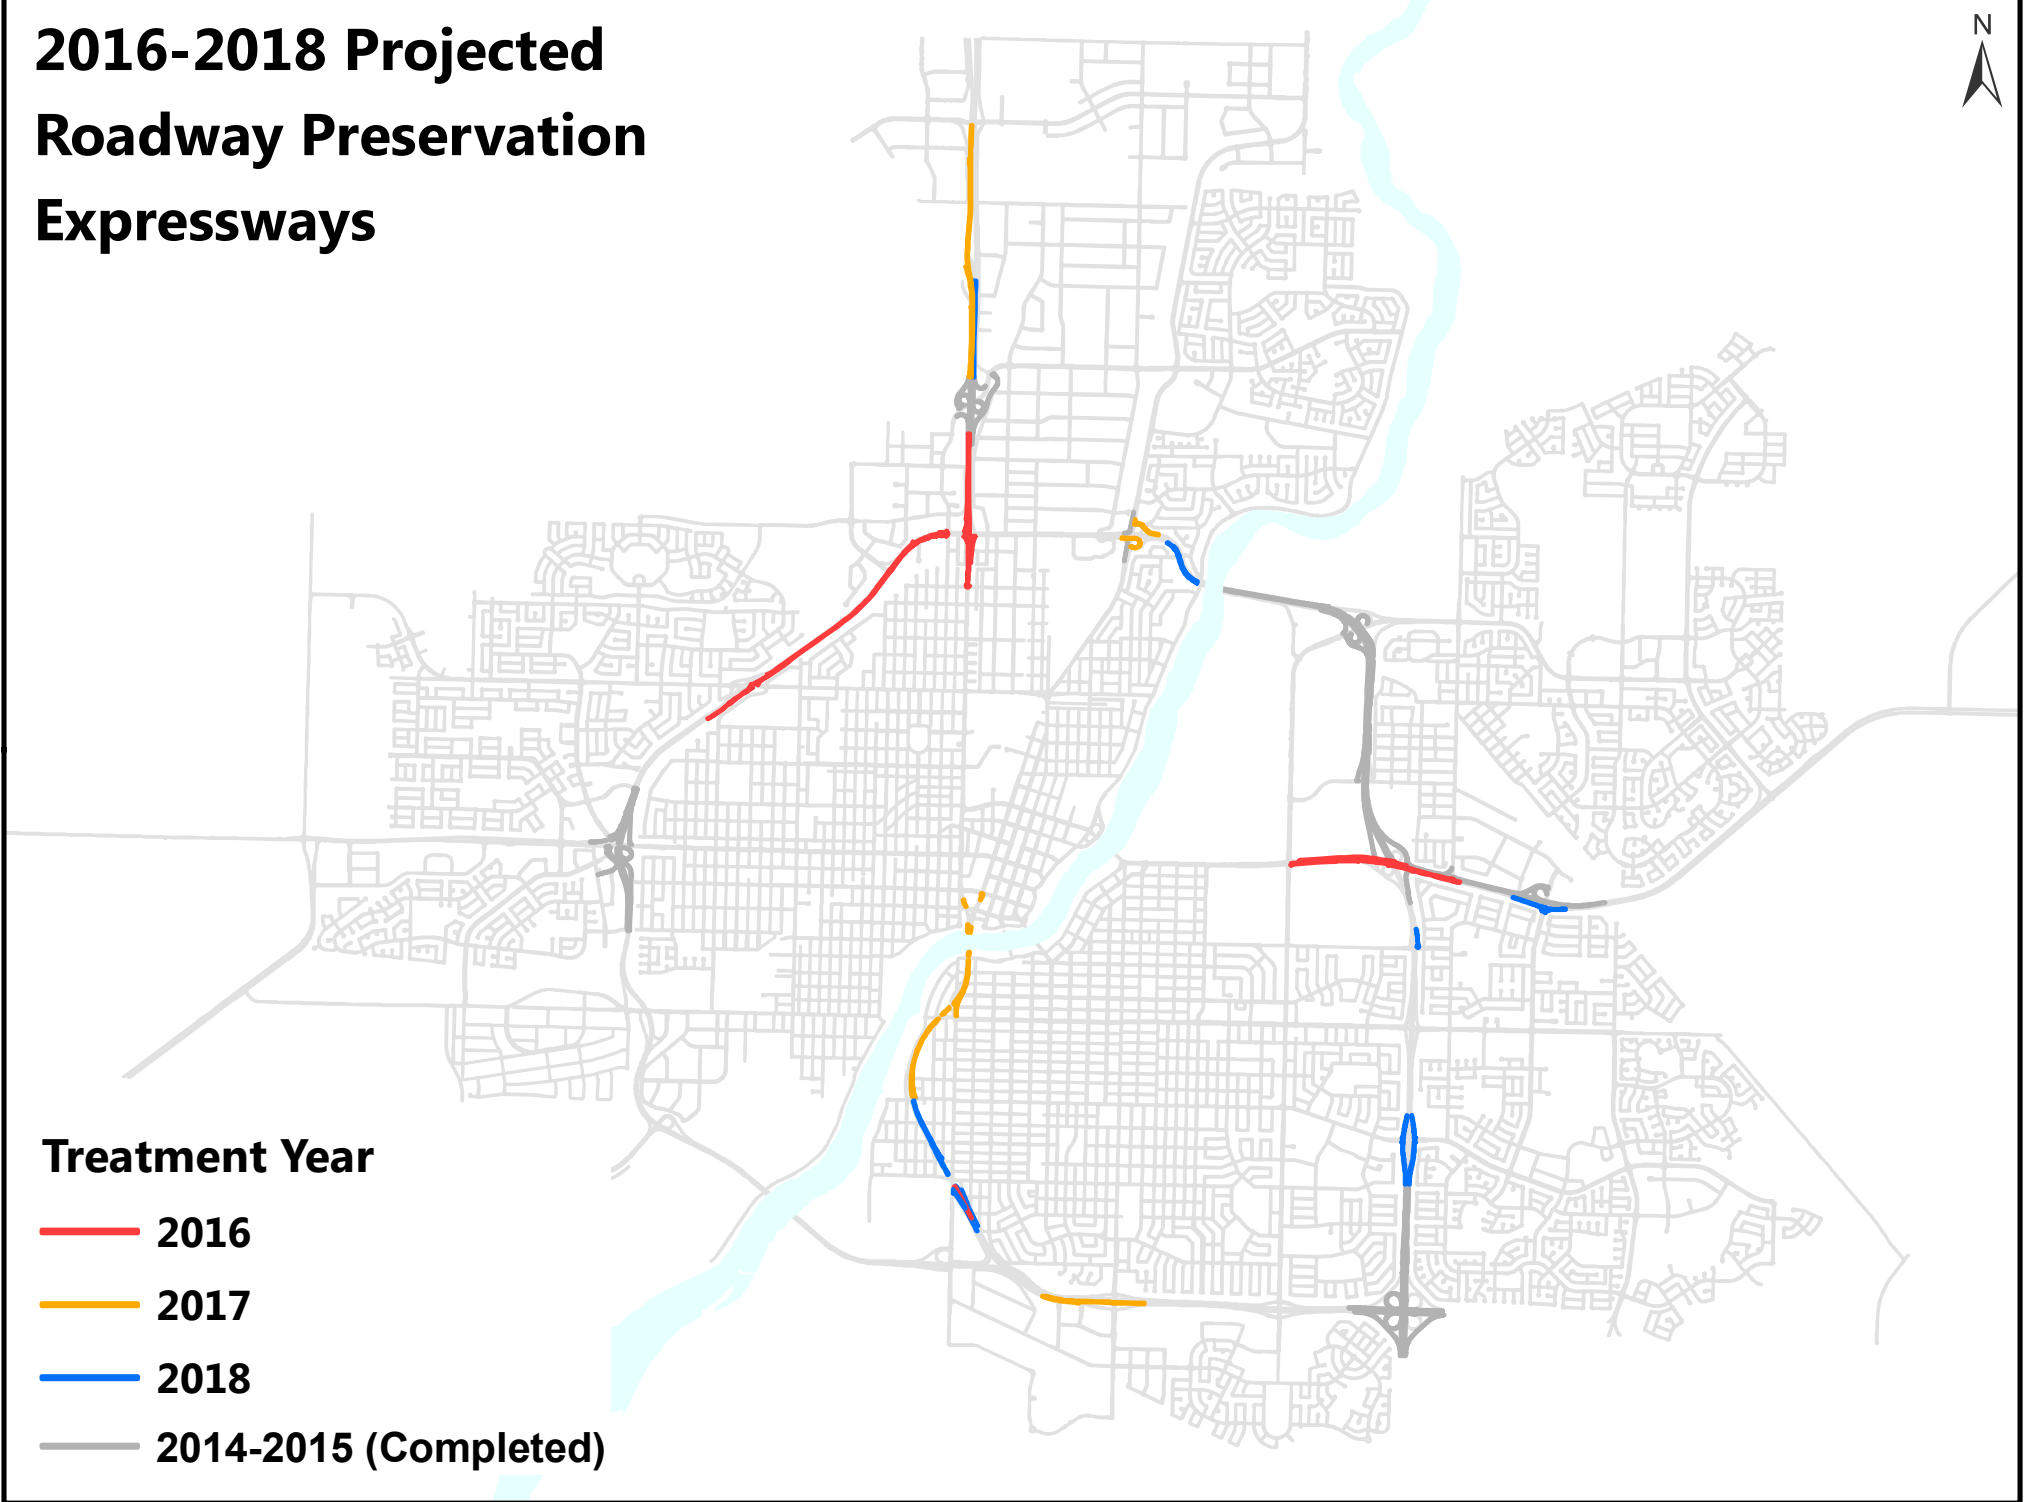 2016-2018 Projected
Roadway Preservation
Expressways
N
Treatment Year
2016
2017
2018
2014-2015 (Completed)